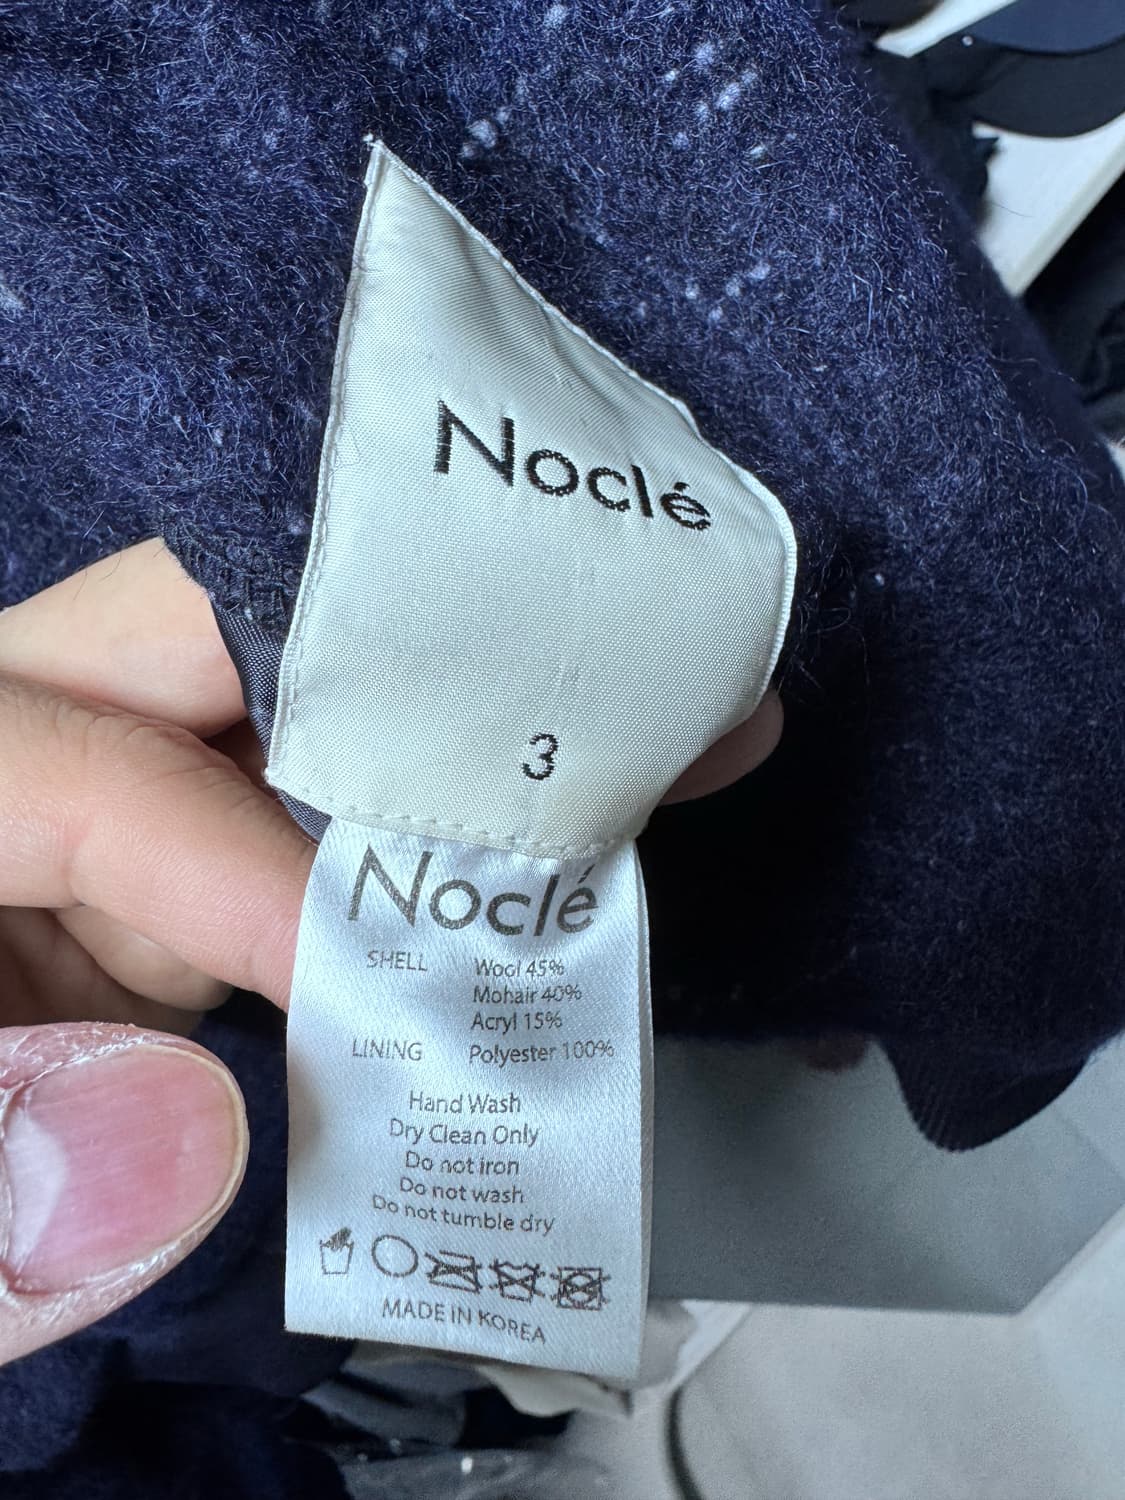 Noclé
3
Noclé
SHELL Wool 45%
Mohair 40%
Acryl 15%
LINING Polyester 100%
Hand Wash
Dry Clean Only
Do not iron
Do not wash
Do not tumble dry
MADE IN KOREA